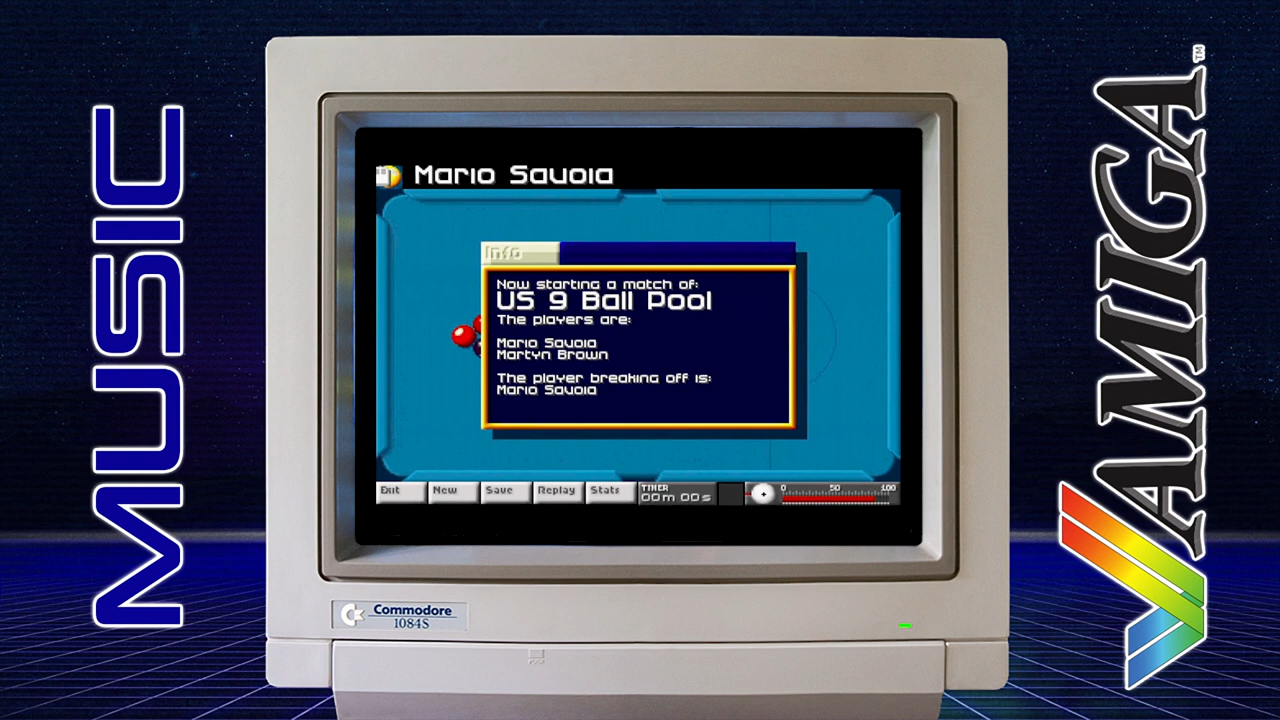 MUSIC
Mario Savoia
Info
Now starting a match of:
US 9 Ball Pool
The players are:
Mario Savoia
Martyn Brown
The player breaking off is:
Mario Savoia
Exit
New
Save
Replay
Stats
TIMER
00m 00s
0 50 100
Commodore
1084S
AMIGA
TM